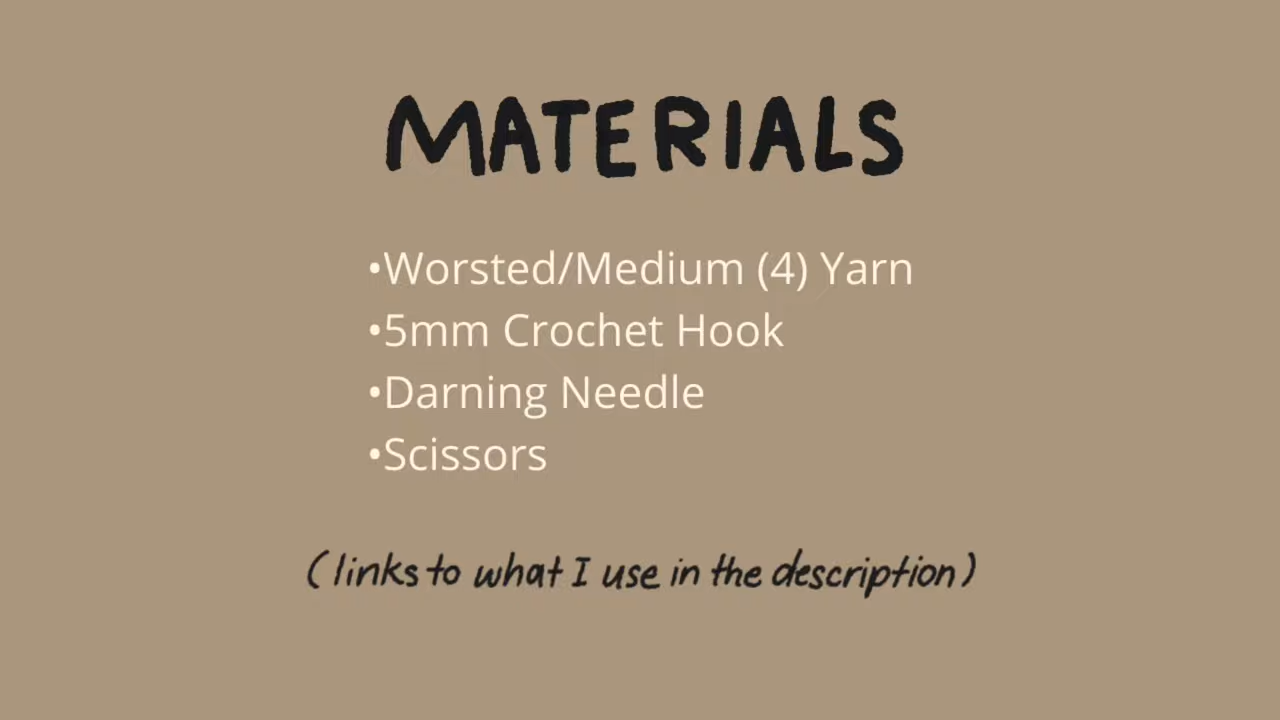 MATERIALS
•Worsted/Medium (4) Yarn
•5mm Crochet Hook
•Darning Needle
•Scissors
(links to what I use in the description)